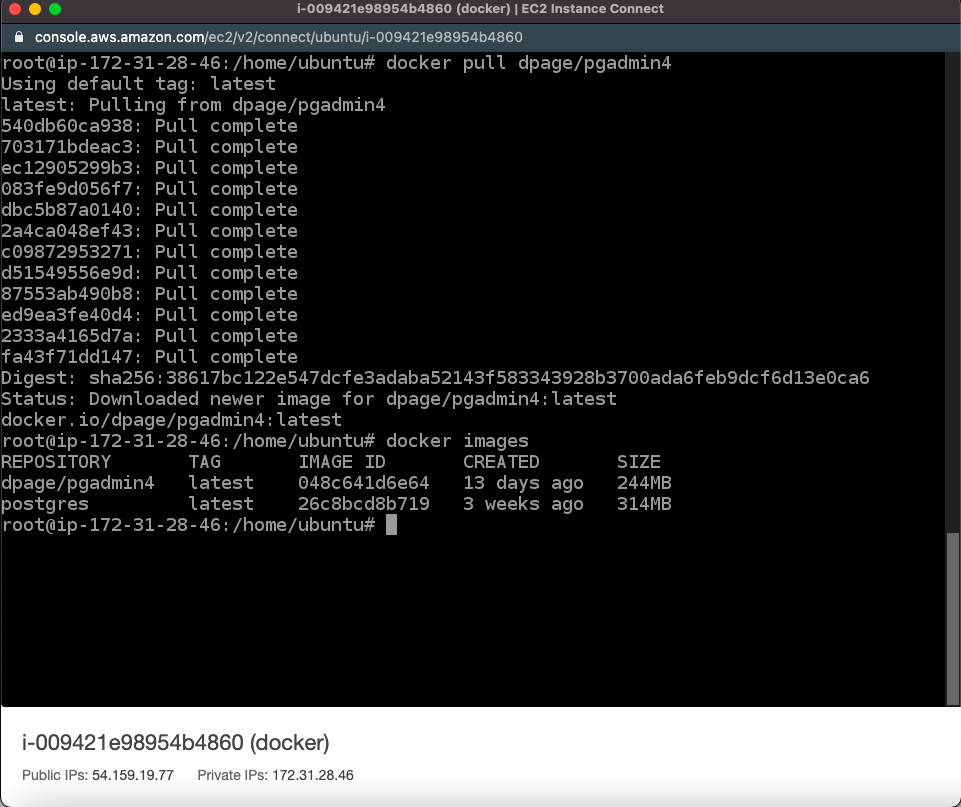 i-009421e98954b4860 (docker) | EC2 Instance Connect
console.aws.amazon.com/ec2/v2/connect/ubuntu/i-009421e98954b4860
root@ip-172-31-28-46:/home/ubuntu# docker pull dpage/pgadmin4
Using default tag: latest
latest: Pulling from dpage/pgadmin4
540db60ca938: Pull complete
703171bdeac3: Pull complete
ec12905299b3: Pull complete
083fe9d056f7: Pull complete
dbc5b87a0140: Pull complete
2a4ca048ef43: Pull complete
c09872953271: Pull complete
d51549556e9d: Pull complete
87553ab490b8: Pull complete
ed9ea3fe40d4: Pull complete
2333a4165d7a: Pull complete
fa43f71dd147: Pull complete
Digest: sha256:38617bc122e547dcfe3adaba52143f583343928b3700ada6feb9dcf6d13e0ca6
Status: Downloaded newer image for dpage/pgadmin4:latest
docker.io/dpage/pgadmin4:latest
root@ip-172-31-28-46:/home/ubuntu# docker images
REPOSITORY TAG IMAGE ID CREATED SIZE
dpage/pgadmin4 latest 048c641d6e64 13 days ago 244MB
postgres latest 26c8bcd8b719 3 weeks ago 314MB
root@ip-172-31-28-46:/home/ubuntu#
i-009421e98954b4860 (docker)
Public IPs: 54.159.19.77 Private IPs: 172.31.28.46